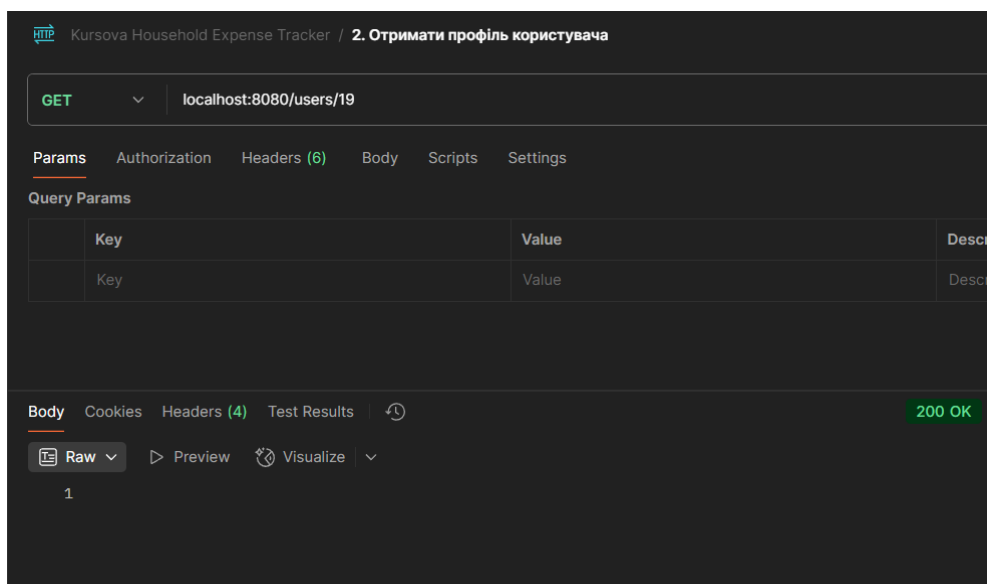 HTTP Kursova Household Expense Tracker / 2. Отримати профіль користувача
GET localhost:8080/users/19
Params Authorization Headers (6) Body Scripts Settings
Query Params
Key Value Descr
Key Value Descr
Body Cookies Headers (4) Test Results 200 OK
Raw Preview Visualize
1